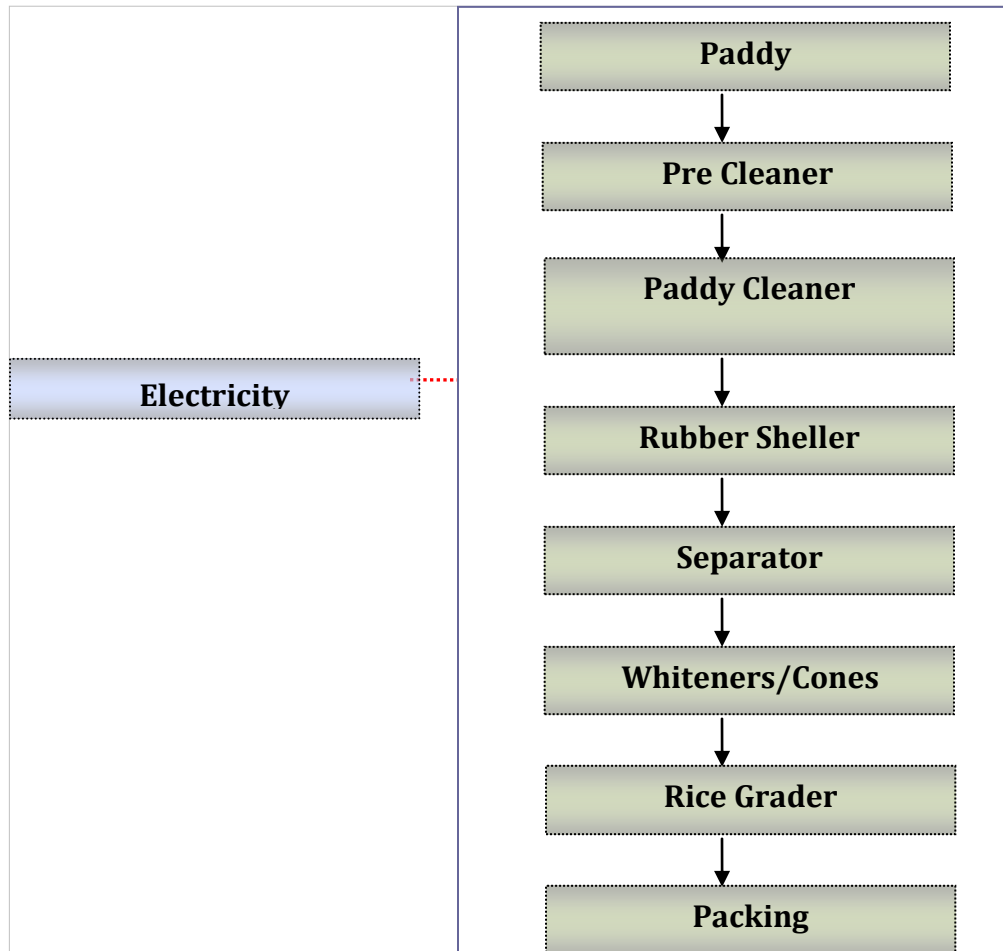 Paddy
Pre Cleaner
Paddy Cleaner
Electricity
Rubber Sheller
Separator
Whiteners/Cones
Rice Grader
Packing